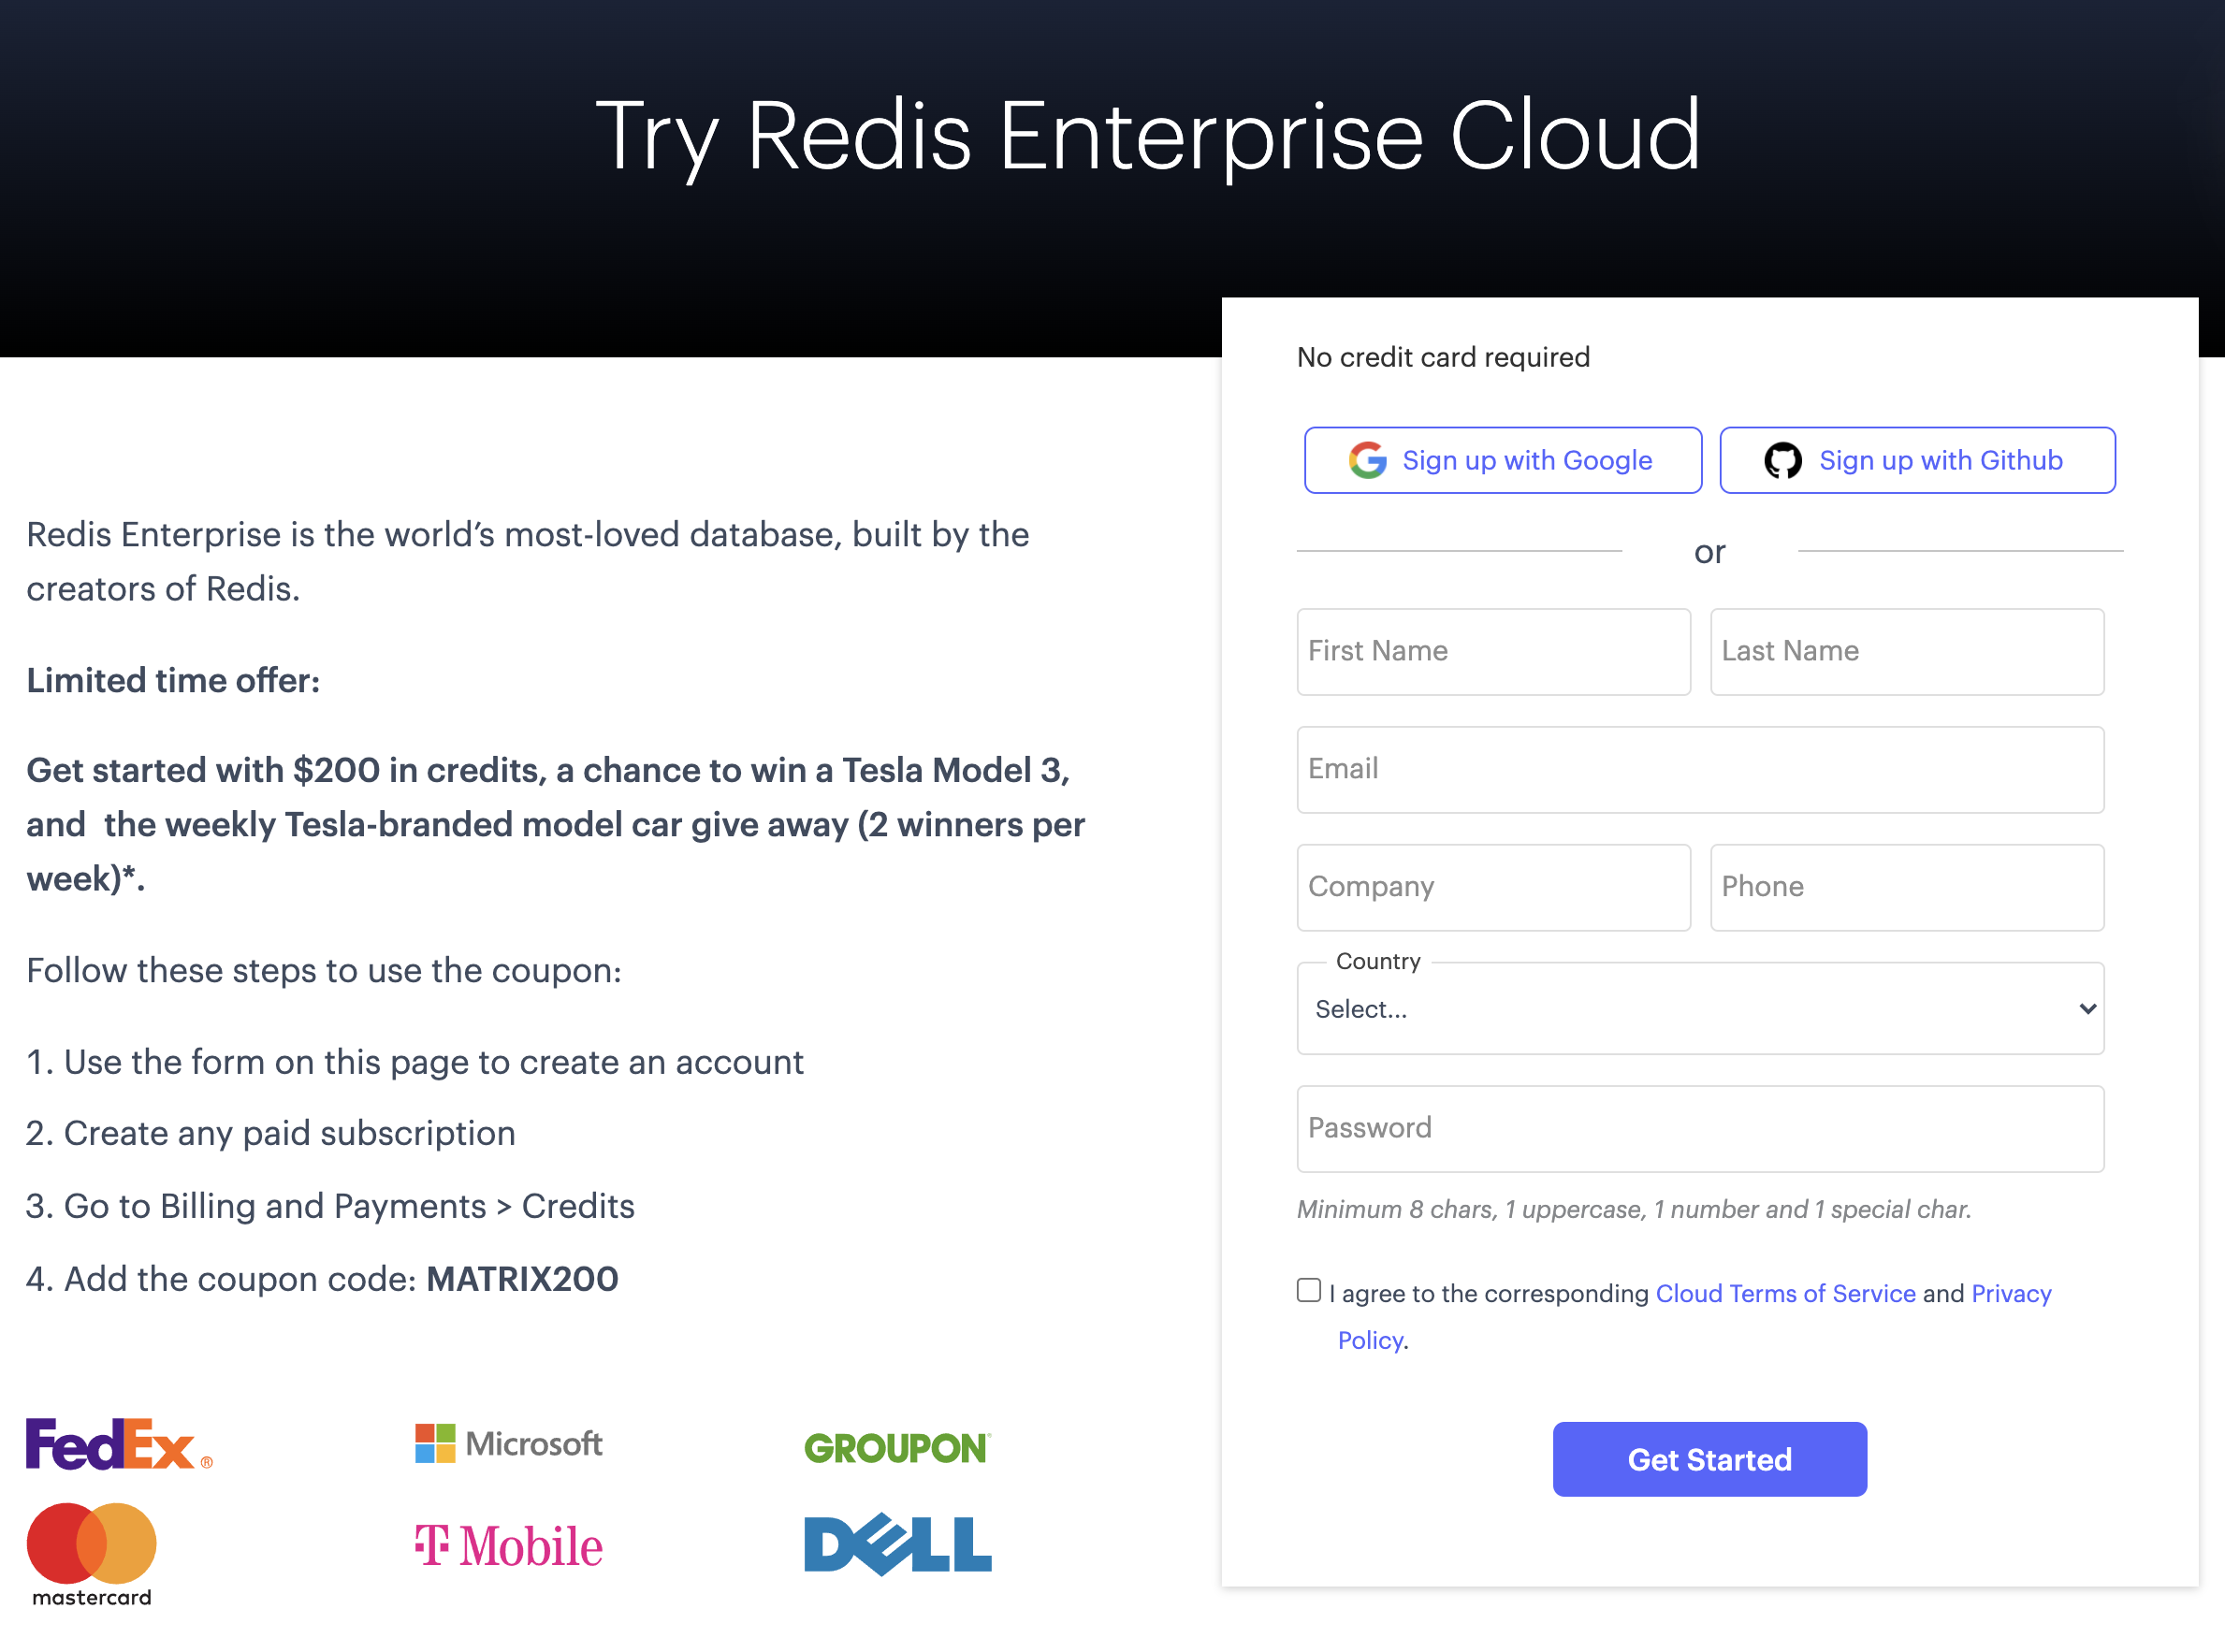 Try Redis Enterprise Cloud
Redis Enterprise is the world’s most-loved database, built by the
creators of Redis.
Limited time offer:
Get started with $200 in credits, a chance to win a Tesla Model 3,
and  the weekly Tesla-branded model car give away (2 winners per
week)*.
Follow these steps to use the coupon:
1. Use the form on this page to create an account
2. Create any paid subscription
3. Go to Billing and Payments > Credits
4. Add the coupon code: MATRIX200
FedEx®
Microsoft
GROUPON
mastercard
T Mobile
DELL
No credit card required
Sign up with Google
Sign up with Github
or
First Name
Last Name
Email
Company
Phone
Country
Select...
Password
Minimum 8 chars, 1 uppercase, 1 number and 1 special char.
I agree to the corresponding Cloud Terms of Service and Privacy
Policy.
Get Started